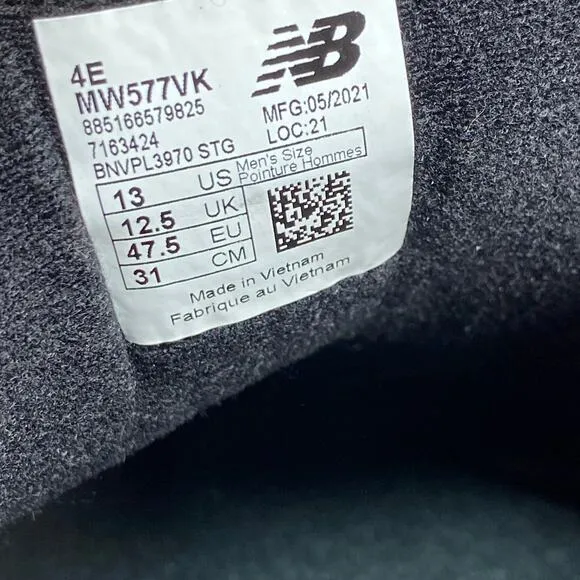 4E
MW577VK
885166579825
7163424
BNVPL3970 STG
NB
MFG:05/2021
LOC:21
Men's Size
Pointure Hommes
13 US
12.5 UK
47.5 EU
31 CM
Made in Vietnam
Fabrique au Vietnam